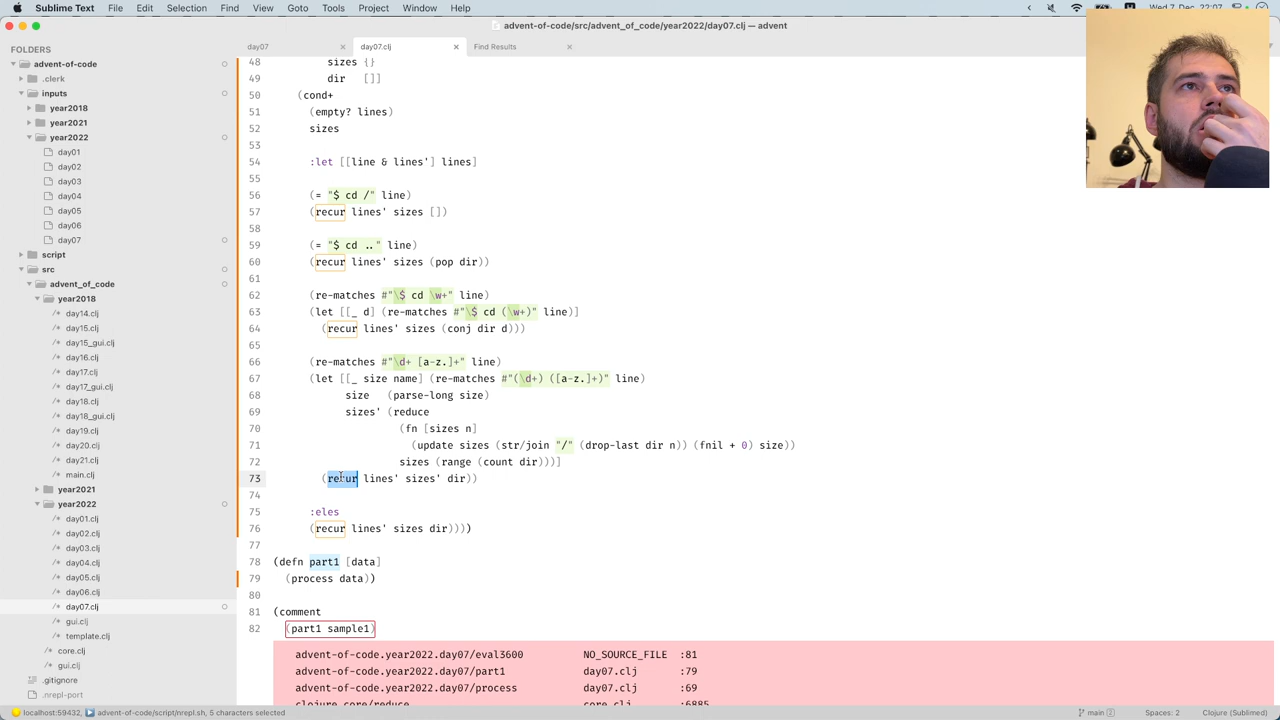 Sublime Text File Edit Selection Find View Goto Tools Project Window Help
W 7. Dec 22:07
advent-of-code/src/advent_of_code/year2022/day07.clj — advent
FOLDERS
day07
day07.clj
Find Results
advent-of-code
.clerk
inputs
year2018
year2021
year2022
day01
day02
day03
day04
day05
day06
day07
script
src
advent_of_code
year2018
day14.clj
day15.clj
day15_gui.clj
day16.clj
day17.clj
day17_gui.clj
day18.clj
day18_gui.clj
day19.clj
day20.clj
day21.clj
main.clj
year2021
year2022
day01.clj
day02.clj
day03.clj
day04.clj
day05.clj
day06.clj
day07.clj
gui.clj
template.clj
core.clj
gui.clj
.gitignore
.nrepl-port
48 sizes {}
49 dir []]
50 (cond+
51 (empty? lines)
52 sizes
53
54 :let [[line & lines'] lines]
55
56 (= "$ cd /" line)
57 (recur lines' sizes [])
58
59 (= "$ cd .." line)
60 (recur lines' sizes (pop dir))
61
62 (re-matches #"\$ cd \w+" line)
63 (let [[_ d] (re-matches #"\$ cd (\w+)" line)]
64 (recur lines' sizes (conj dir d)))
65
66 (re-matches #"\d+ [a-z.]+" line)
67 (let [[_ size name] (re-matches #"(\d+) ([a-z.]+)" line)
68 size (parse-long size)
69 sizes' (reduce
70 (fn [sizes n]
71 (update sizes (str/join "/" (drop-last dir n)) (fnil + 0) size))
72 sizes (range (count dir)))]
73 (recur lines' sizes' dir))
74
75 :eles
76 (recur lines' sizes dir))))
77
78 (defn part1 [data]
79 (process data))
80
81 (comment
82 (part1 sample1)
advent-of-code.year2022.day07/eval3600 NO_SOURCE_FILE :81
advent-of-code.year2022.day07/part1 day07.clj :79
advent-of-code.year2022.day07/process day07.clj :69
clojure.core/reduce core.clj :6885
localhost:59432, advent-of-code/script/nrepl.sh, 5 characters selected
main 2
Spaces: 2
Clojure (Sublimed)